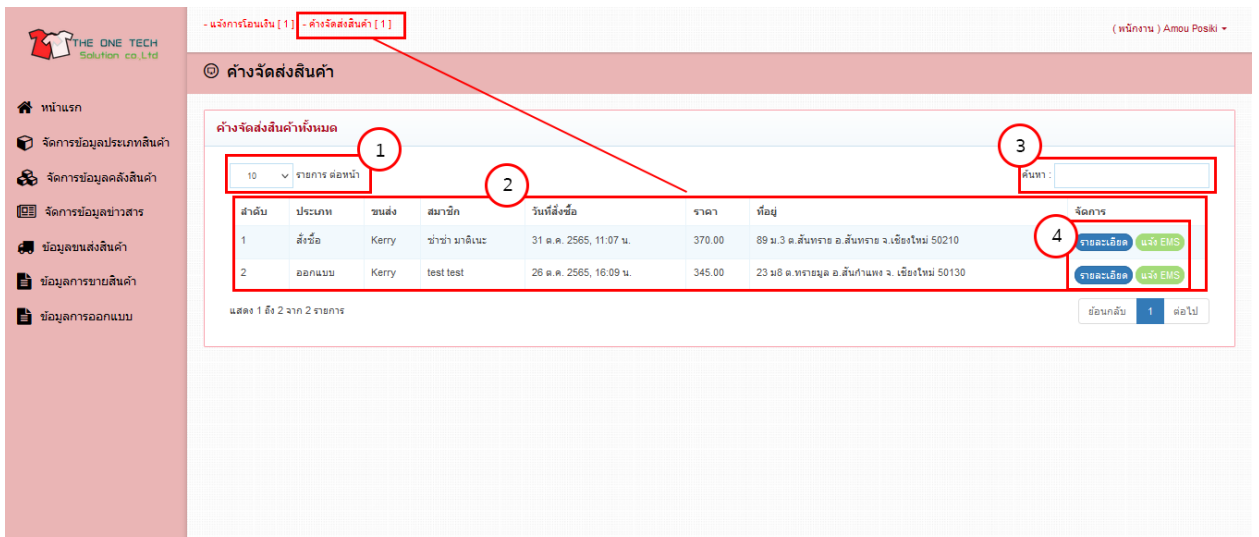 THE ONE TECH
Solution co.,Ltd
- แจ้งการโอนเงิน [ 1 ] - ค้างจัดส่งสินค้า [ 1 ]
( พนักงาน ) Amou Posiki
ค้างจัดส่งสินค้า
หน้าแรก
จัดการข้อมูลประเภทสินค้า
จัดการข้อมูลคลังสินค้า
จัดการข้อมูลข่าวสาร
ข้อมูลขนส่งสินค้า
ข้อมูลการขายสินค้า
ข้อมูลการออกแบบ
ค้างจัดส่งสินค้าทั้งหมด
1
10 รายการ ต่อหน้า
2
3
ค้นหา :
ลำดับ ประเภท ขนส่ง สมาชิก วันที่สั่งซื้อ ราคา ที่อยู่ จัดการ
1 สั่งซื้อ Kerry ซ่าซ่า มาติเนะ 31 ต.ค. 2565, 11:07 น. 370.00 89 ม.3 ต.สันทราย อ.สันทราย จ.เชียงใหม่ 50210 รายละเอียด แจ้ง EMS
4
2 ออกแบบ Kerry test test 26 ต.ค. 2565, 16:09 น. 345.00 23 ม8 ต.ทรายมูล อ.สันกำแพง จ. เชียงใหม่ 50130 รายละเอียด แจ้ง EMS
แสดง 1 ถึง 2 จาก 2 รายการ
ย้อนกลับ 1 ต่อไป